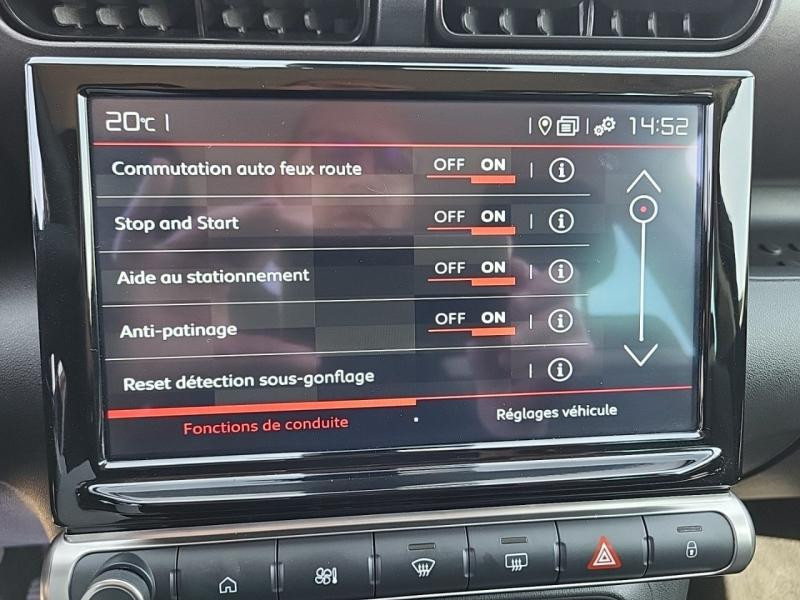 20°C
14:52
Commutation auto feux route OFF ON
Stop and Start OFF ON
Aide au stationnement OFF ON
Anti-patinage OFF ON
Reset détection sous-gonflage
Fonctions de conduite
Réglages véhicule